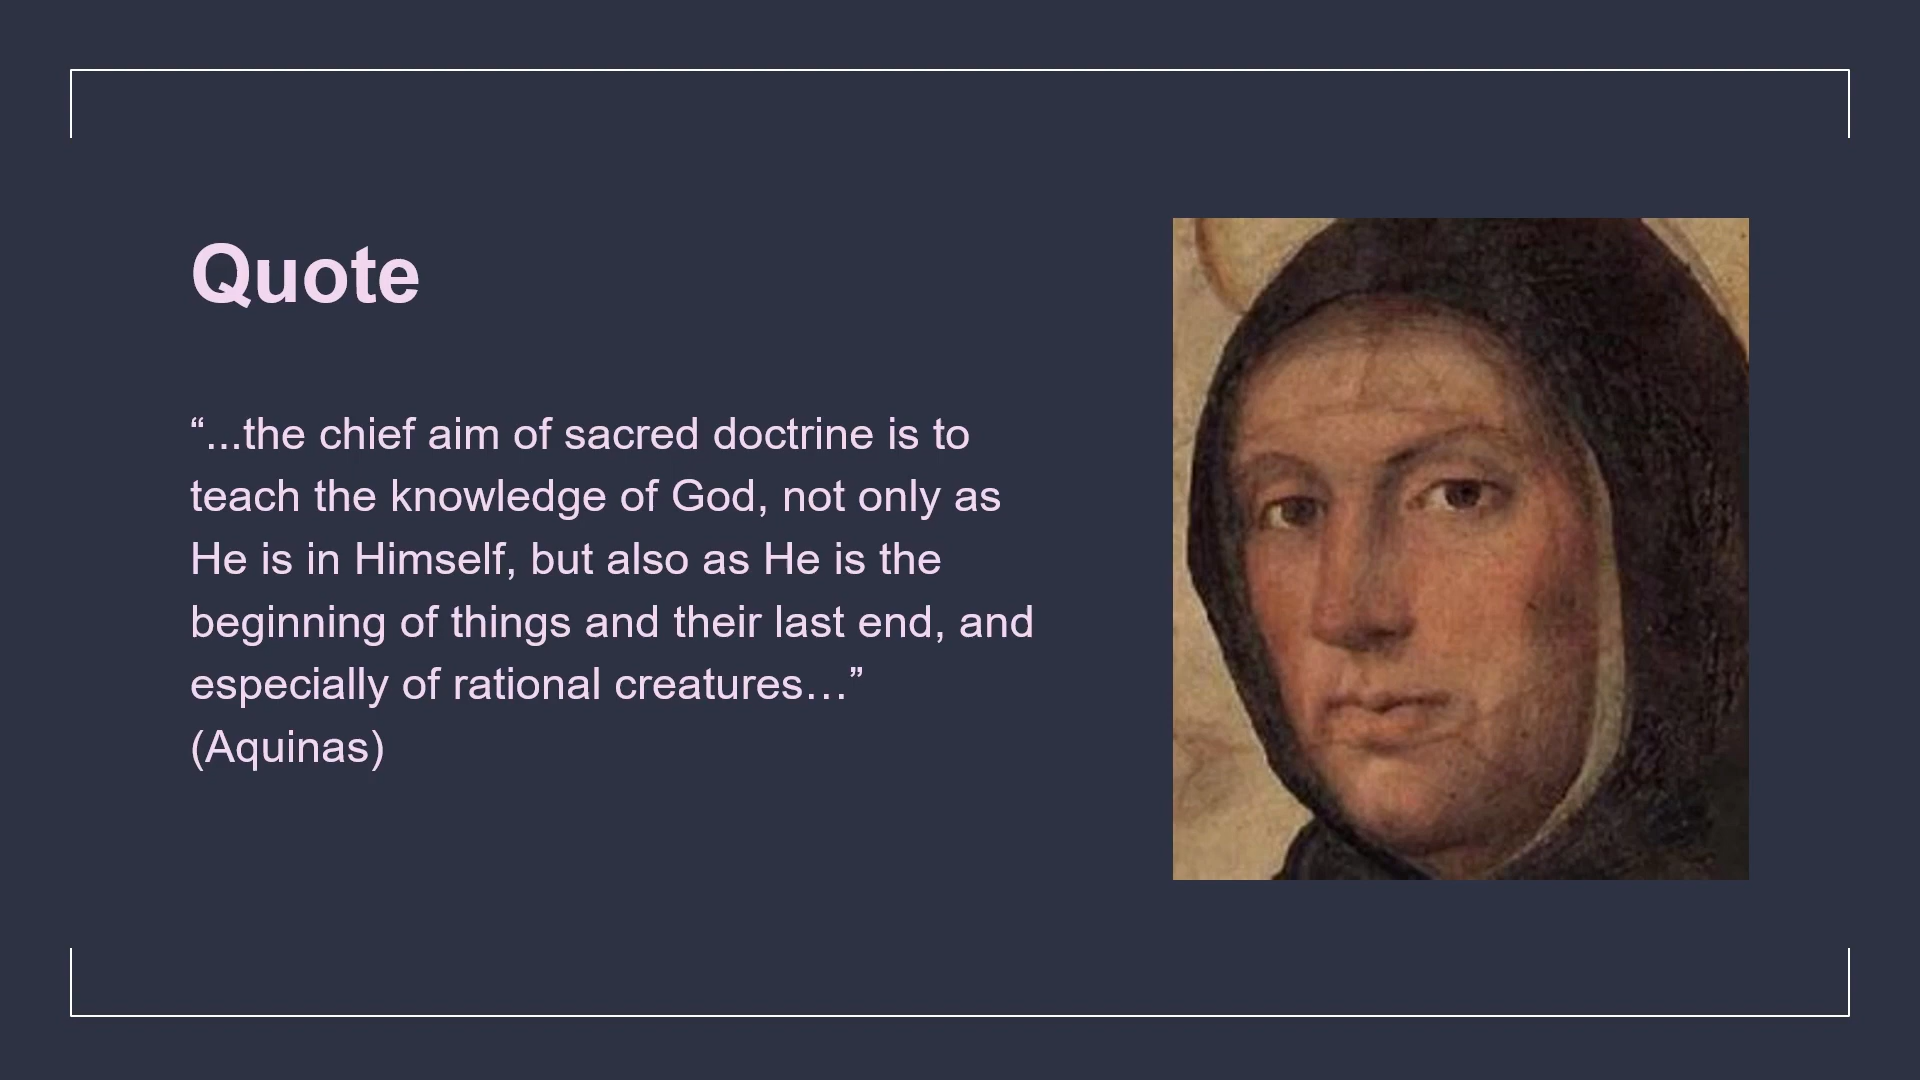 Quote
“...the chief aim of sacred doctrine is to
teach the knowledge of God, not only as
He is in Himself, but also as He is the
beginning of things and their last end, and
especially of rational creatures…”
(Aquinas)